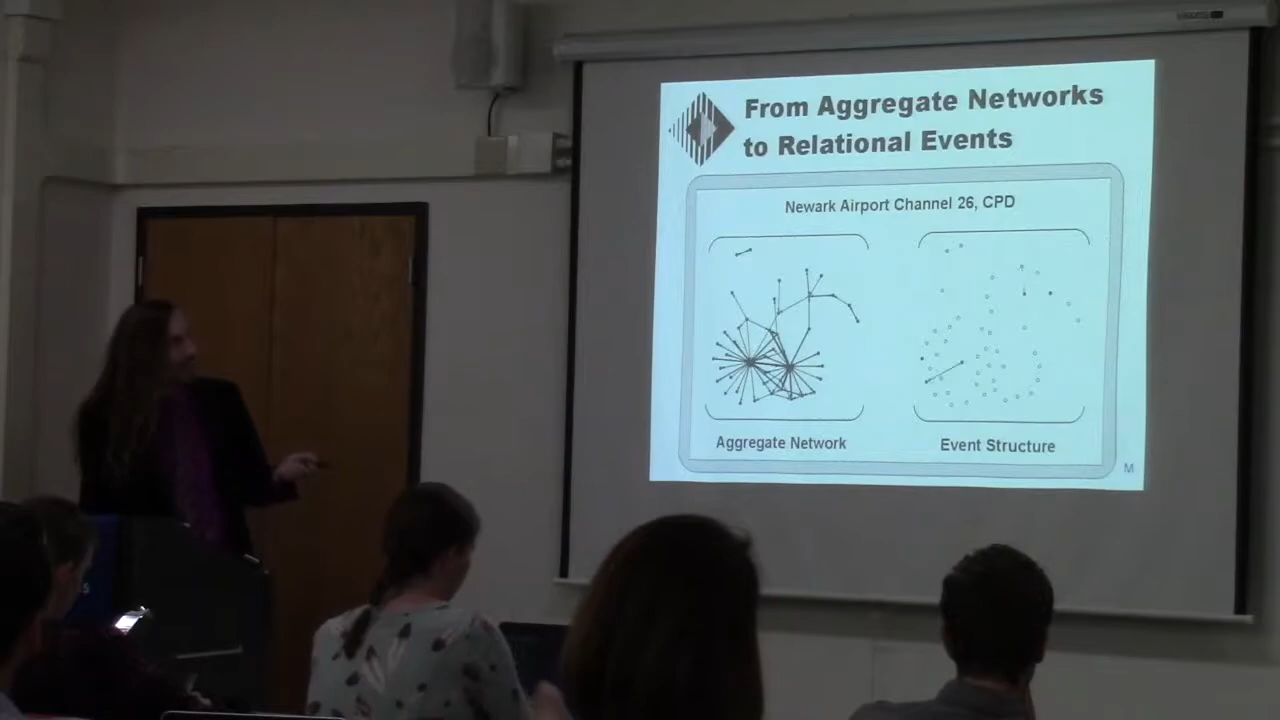 From Aggregate Networks
to Relational Events
Newark Airport Channel 26, CPD
Aggregate Network
Event Structure
M